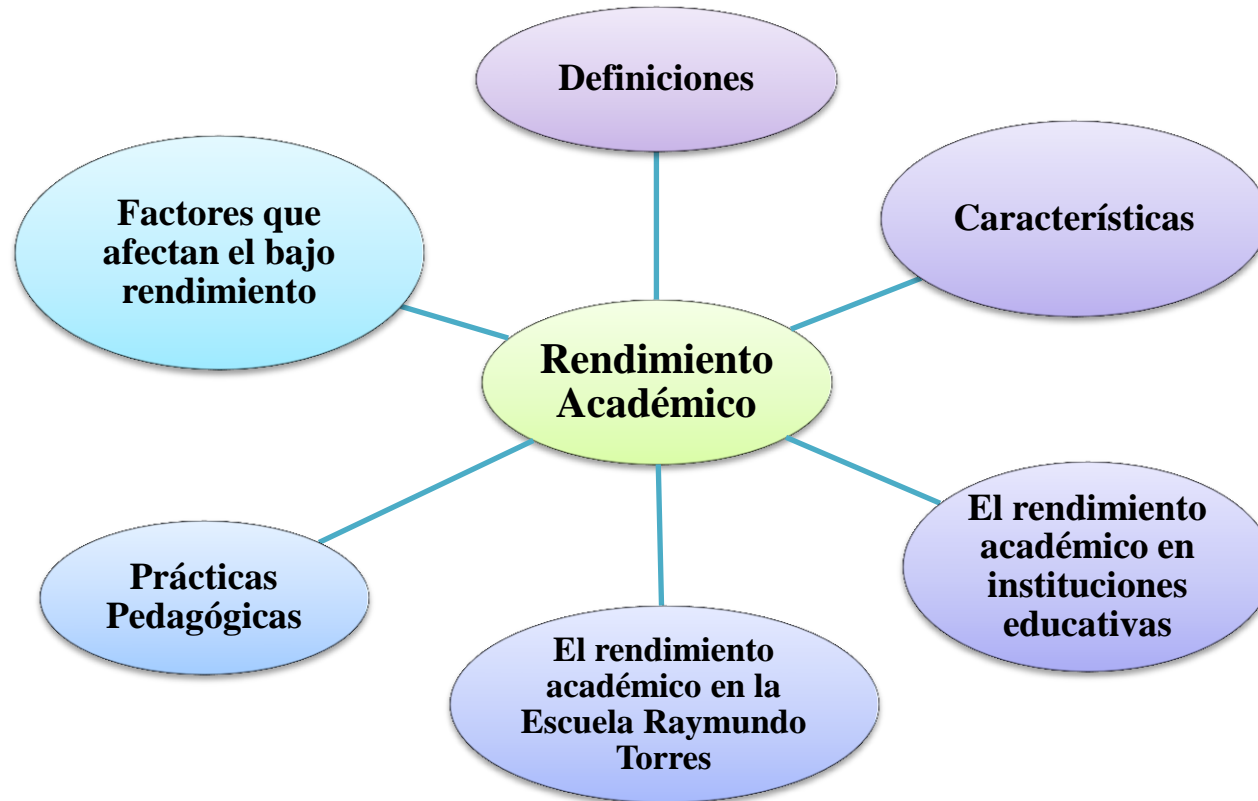 Definiciones
Características
Factores que
afectan el bajo
rendimiento
Rendimiento
Académico
El rendimiento
académico en
instituciones
educativas
Prácticas
Pedagógicas
El rendimiento
académico en la
Escuela Raymundo
Torres